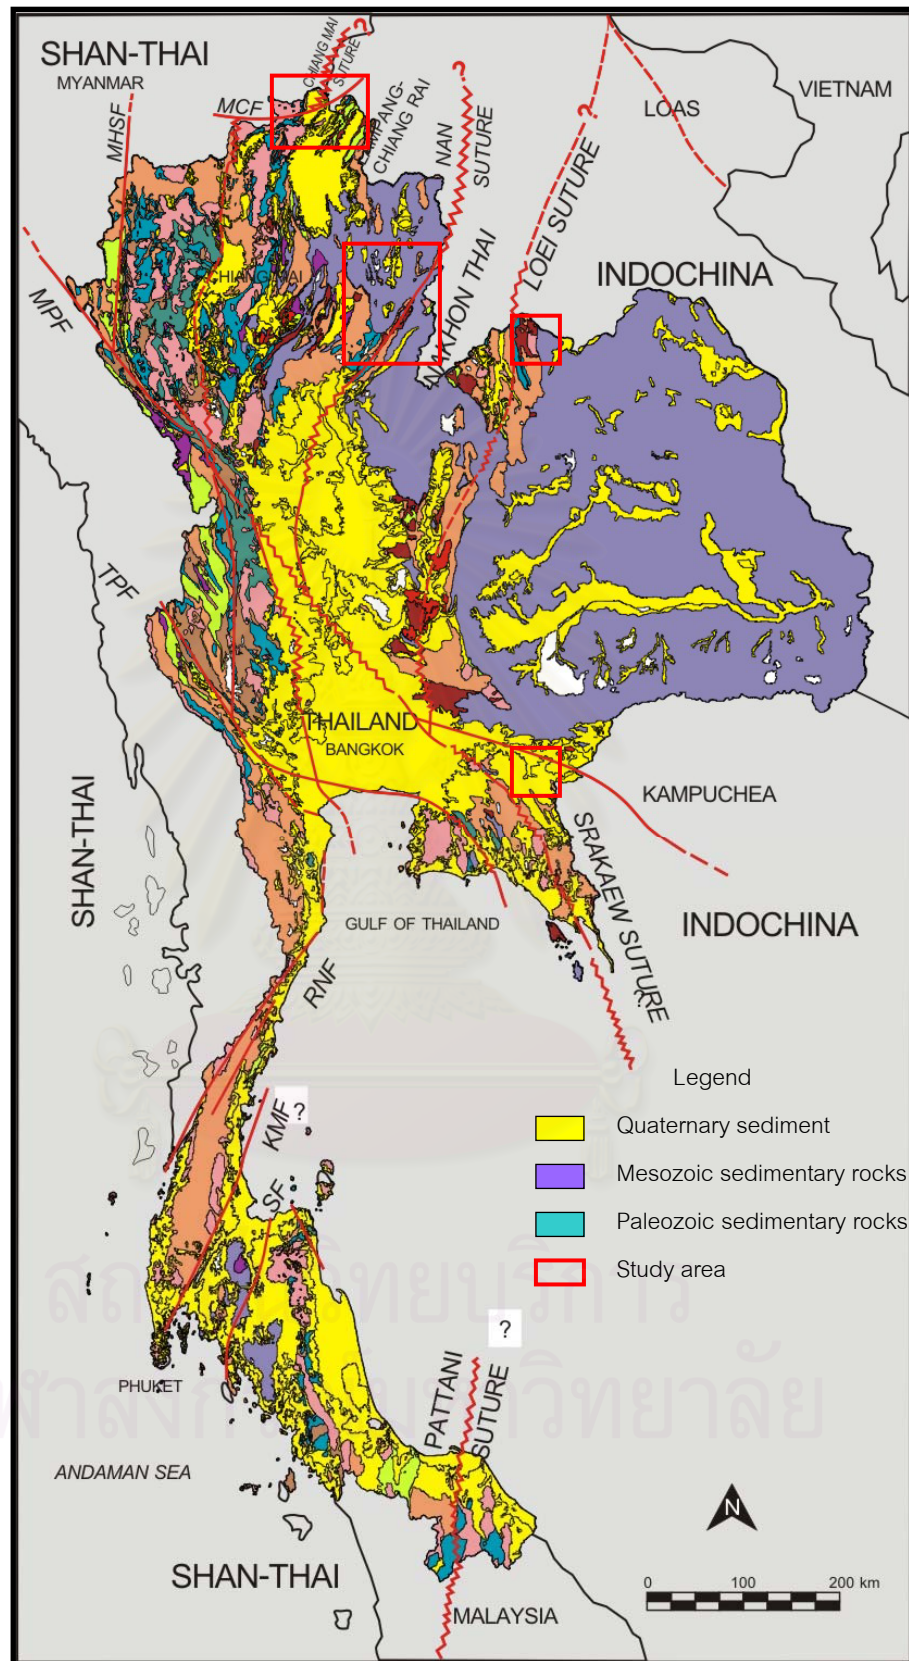 SHAN-THAI
MYANMAR
CHIANG MAI
SUTURE
?
MHSF
MCF
LAMPANG-
CHIANG RAI
NAN
SUTURE
?
LOEI SUTURE
?
LOAS
VIETNAM
NAKHON THAI
INDOCHINA
CHIANG MAI
MPF
TPF
THAILAND
BANGKOK
KAMPUCHEA
SHAN-THAI
GULF OF THAILAND
SRAKAEW SUTURE
?
INDOCHINA
RNF
KMF
?
SF
Legend
Quaternary sediment
Mesozoic sedimentary rocks
Paleozoic sedimentary rocks
Study area
PHUKET
PATTANI
SUTURE
?
ANDAMAN SEA
SHAN-THAI
MALAYSIA
N
0 100 200 km